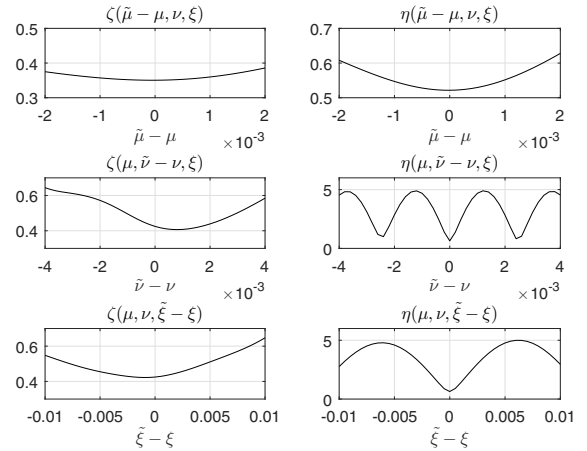 ζ(μ̃ − μ, ν, ξ)
0.5
0.4
0.3
-2 -1 0 1 2
μ̃ − μ ×10⁻³
η(μ̃ − μ, ν, ξ)
0.7
0.6
0.5
-2 -1 0 1 2
μ̃ − μ ×10⁻³
ζ(μ, ν̃ − ν, ξ)
0.6
0.4
-4 -2 0 2 4
ν̃ − ν ×10⁻³
η(μ, ν̃ − ν, ξ)
5
0
-4 -2 0 2 4
ν̃ − ν ×10⁻³
ζ(μ, ν, ξ̃ − ξ)
0.6
0.4
-0.01 -0.005 0 0.005 0.01
ξ̃ − ξ
η(μ, ν, ξ̃ − ξ)
5
0
-0.01 -0.005 0 0.005 0.01
ξ̃ − ξ